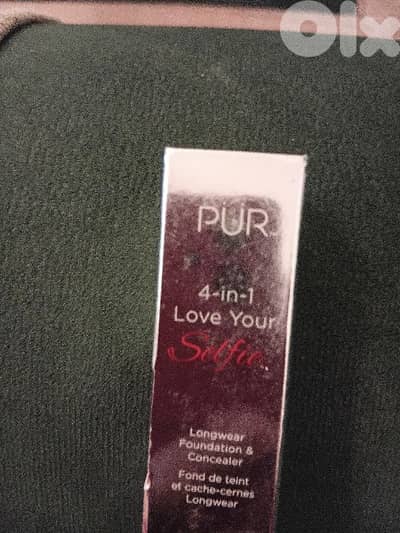 Olx
PÜR
4-in-1
Love Your
Selfie
Longwear
Foundation &
Concealer
Fond de teint
et cache-cernes
Longwear